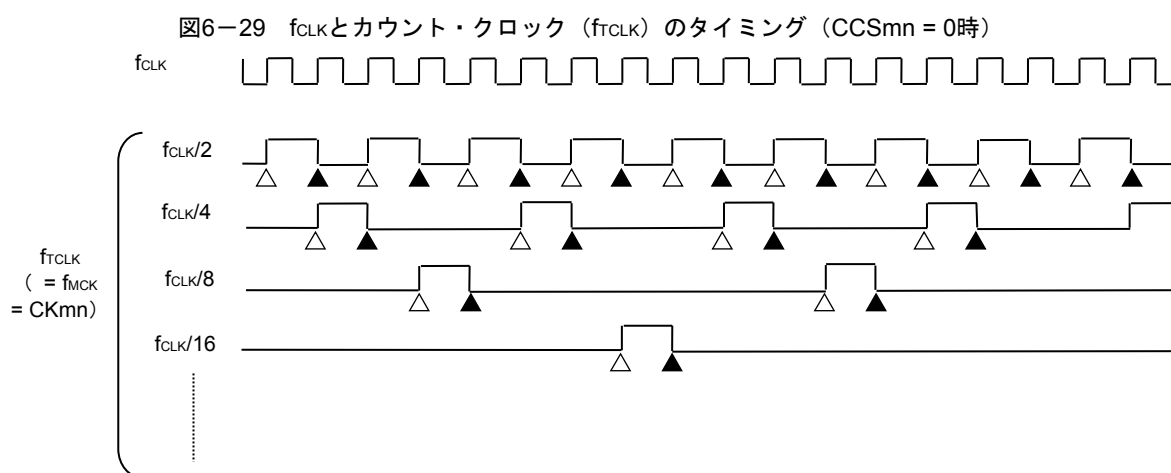 図6－29　fCLKとカウント・クロック（fTCLK）のタイミング（CCSmn = 0時）
fCLK
fCLK/2
fCLK/4
fCLK/8
fCLK/16
fTCLK
（ = fMCK
= CKmn）